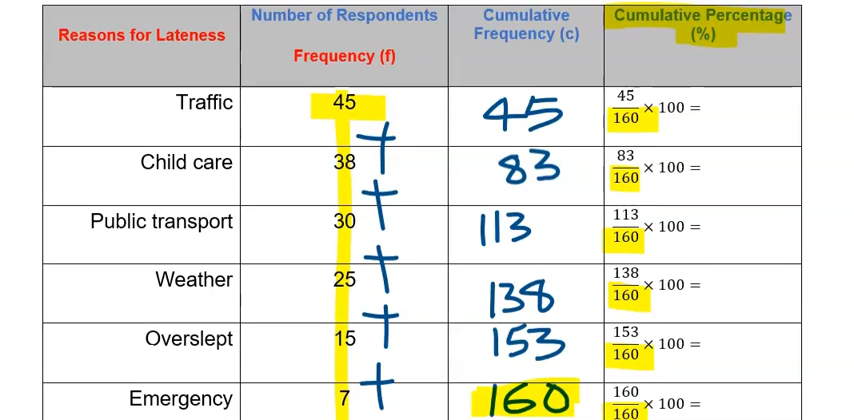 Reasons for Lateness
Number of Respondents
Frequency (f)
Cumulative
Frequency (c)
Cumulative Percentage
(%)
Traffic 45 45 45/160 × 100 =
+
Child care 38 83 83/160 × 100 =
+
Public transport 30 113 113/160 × 100 =
+
Weather 25 138 138/160 × 100 =
+
Overslept 15 153 153/160 × 100 =
+
Emergency 7 160 160/160 × 100 =